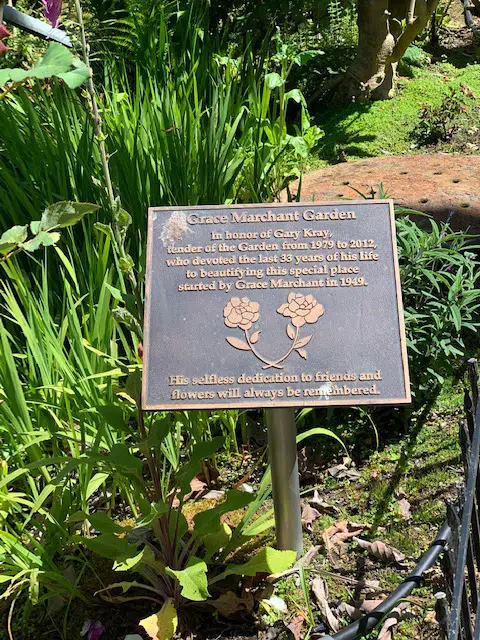 Grace Marchant Garden
In honor of Gary Kray,
tender of the Garden from 1979 to 2012,
who devoted the last 33 years of his life
to beautifying this special place
started by Grace Marchant in 1949.
His selfless dedication to friends and
flowers will always be remembered.